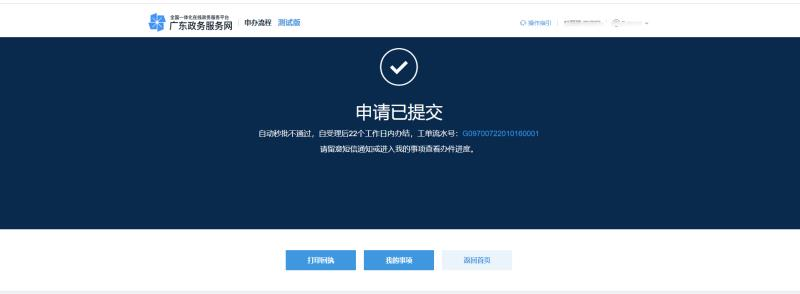 全国一体化在线政务服务平台
广东政务服务网 申办流程 测试版 操作指引
申请已提交
自动秒批不通过，自受理后22个工作日内办结，工单流水号：G09700722010160001
请留意短信通知或进入我的事项查看办件进度。
打印回执 我的事项 返回首页